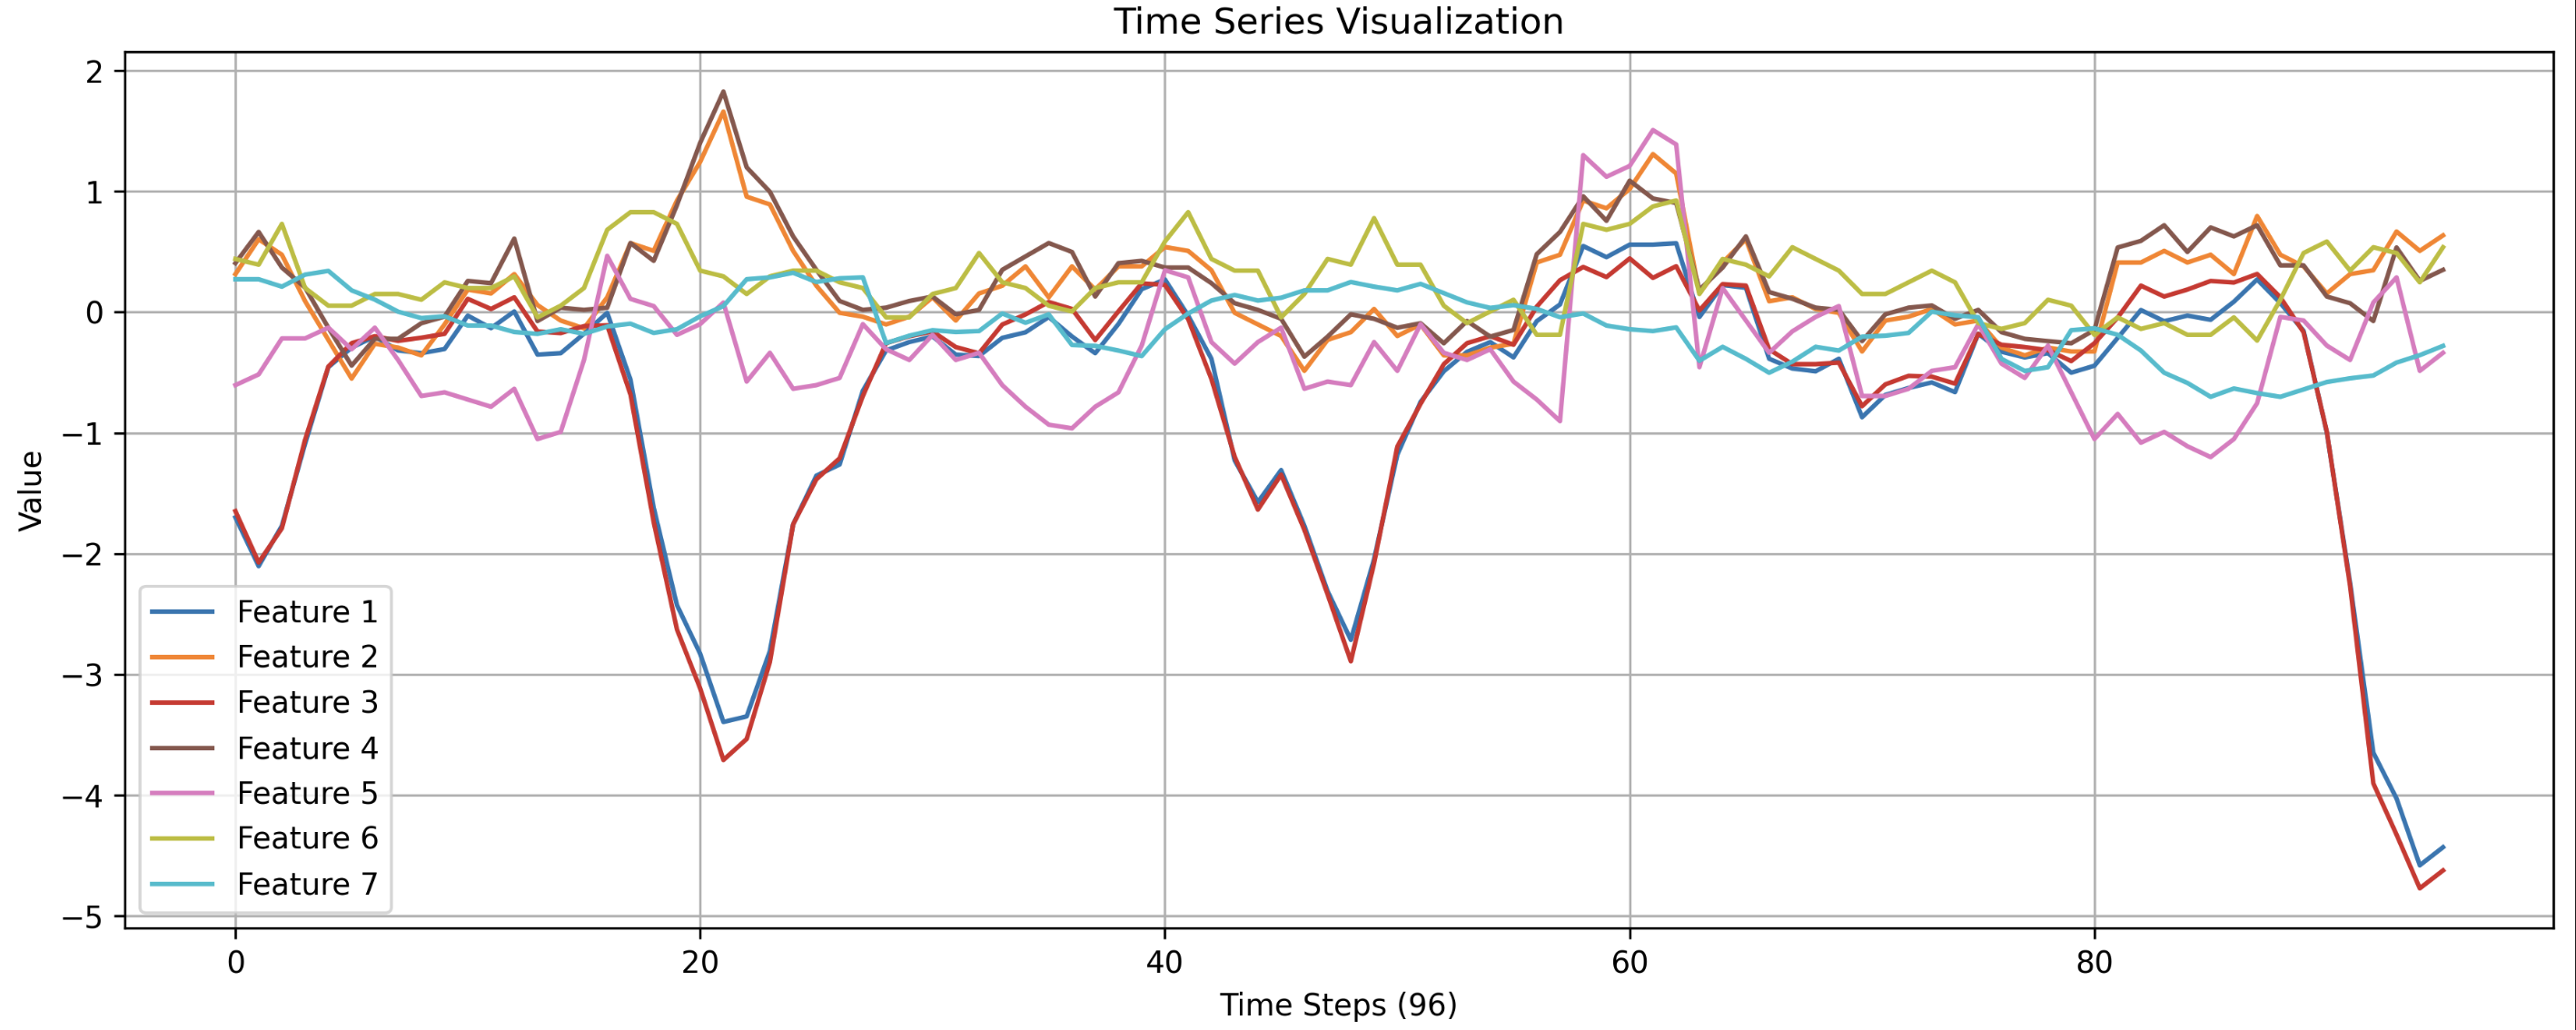 Time Series Visualization
Value
2
1
0
−1
−2
−3
−4
−5
Feature 1
Feature 2
Feature 3
Feature 4
Feature 5
Feature 6
Feature 7
0 20 40 60 80
Time Steps (96)